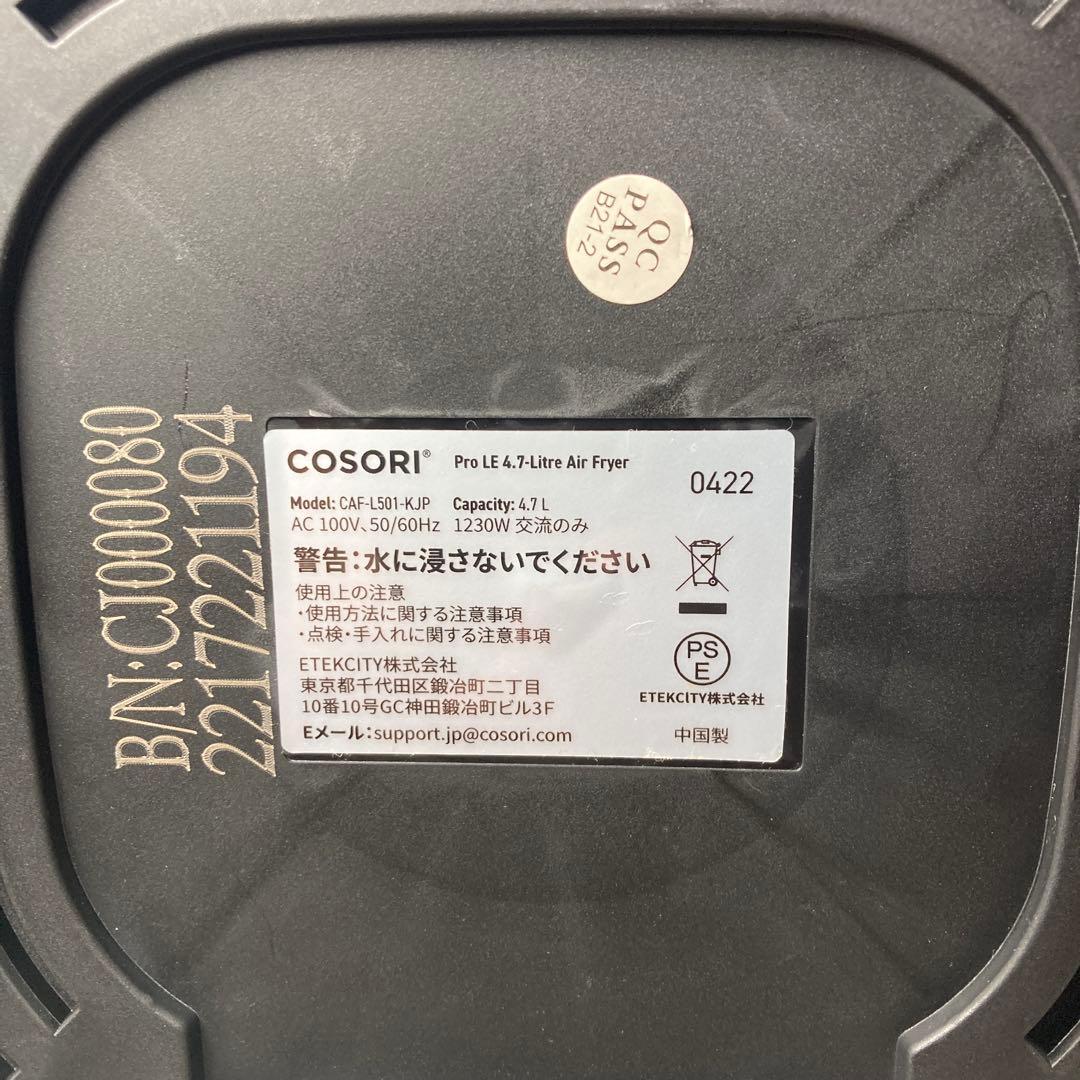 QC
PASS
B21-2
B/N:CJ000080
2217221194
COSORI® Pro LE 4.7-Litre Air Fryer
0422
Model: CAF-L501-KJP Capacity: 4.7 L
AC 100V、50/60Hz 1230W 交流のみ
警告：水に浸さないでください
使用上の注意
・使用方法に関する注意事項
・点検・手入れに関する注意事項
ETEKCITY株式会社
東京都千代田区鍛冶町二丁目
10番10号GC神田鍛冶町ビル3F
Eメール：support.jp@cosori.com
PS
E
ETEKCITY株式会社
中国製